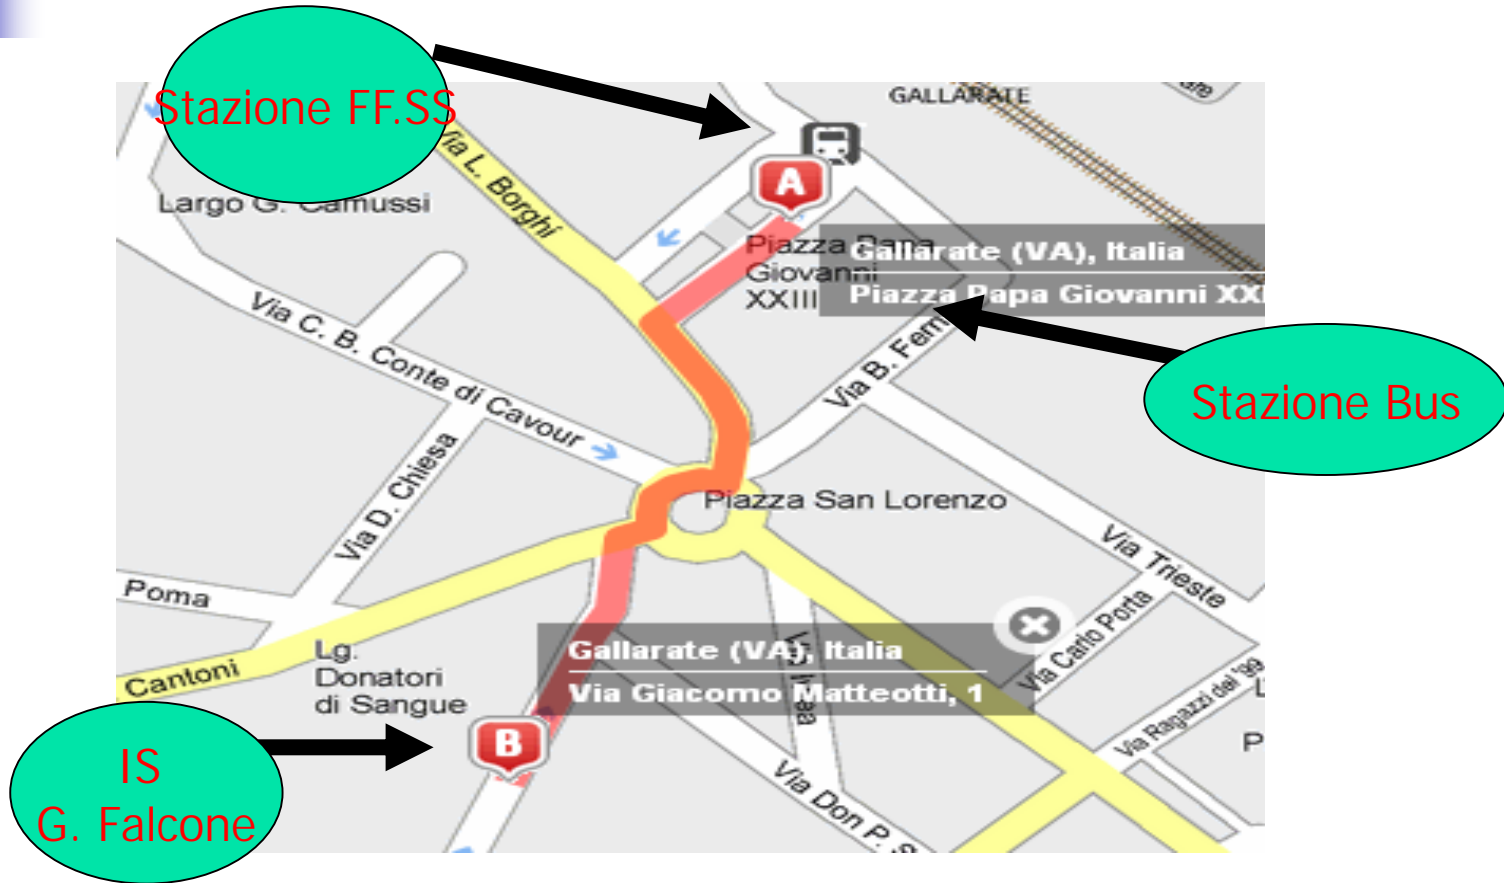 Stazione FF.SS
GALLARATE
Via L. Borghi
A
Largo G. Camussi
Piazza Papa
Giovanni
XXIII
Gallarate (VA), Italia
Piazza Papa Giovanni
Via C. B. Conte di Cavour
Via B.
Stazione Bus
Via D. Chiesa
Piazza San Lorenzo
Via Trieste
Poma
Via Carlo Porta
Lg.
Donatori
di Sangue
Gallarate (VA), Italia
Via Giacomo Matteotti, 1
Cantoni
Via Ragazzi del '99
B
IS
G. Falcone
Via Don P.